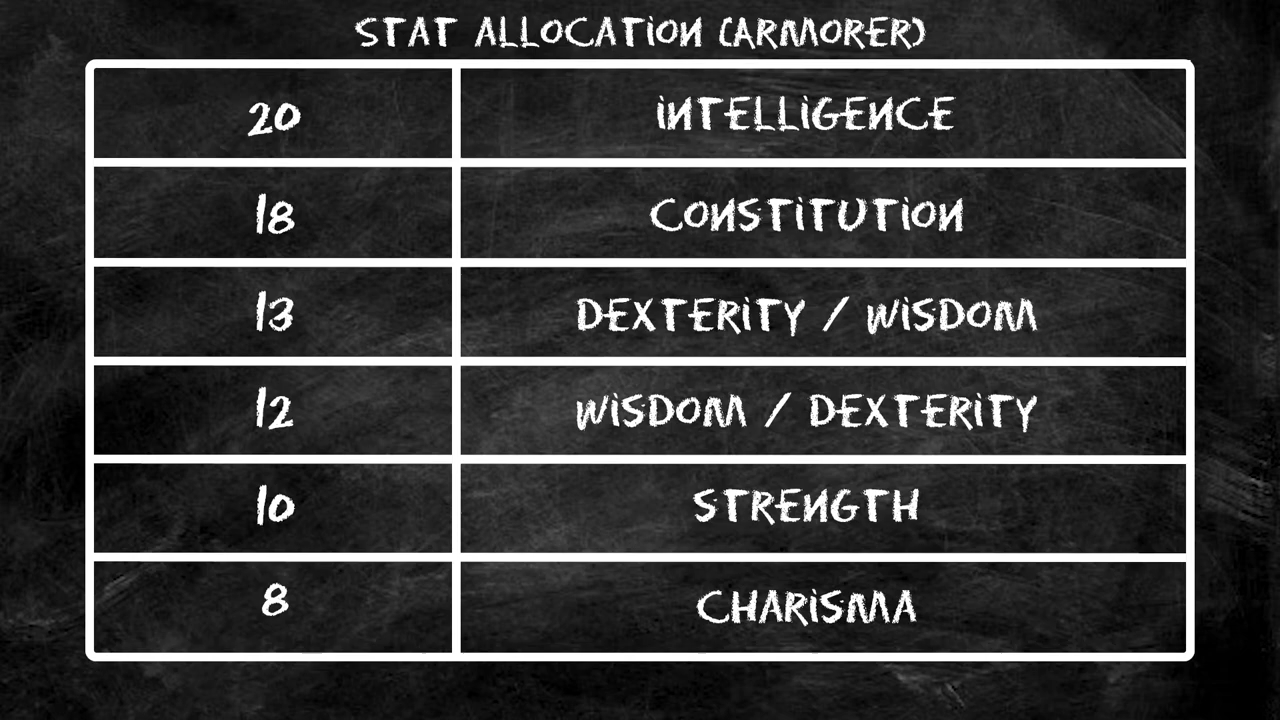 STAT ALLOCATION (ARMORER)
20 INTELLIGENCE
18 CONSTITUTION
13 DEXTERITY / WISDOM
12 WISDOM / DEXTERITY
10 STRENGTH
8 CHARISMA